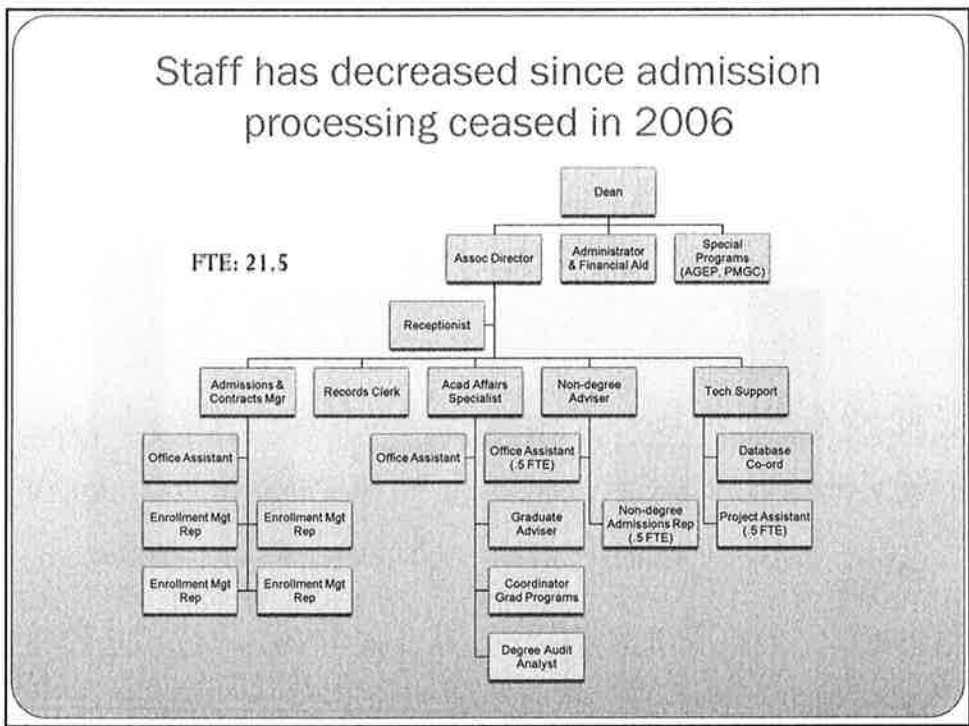 Staff has decreased since admission
processing ceased in 2006
Dean
FTE: 21.5
Assoc Director
Administrator
& Financial Aid
Special
Programs
(AGEP, PMGC)
Receptionist
Admissions &
Contracts Mgr
Records Clerk
Acad Affairs
Specialist
Non-degree
Adviser
Tech Support
Office Assistant
Office Assistant
Office Assistant
(.5 FTE)
Database
Co-ord
Enrollment Mgt
Rep
Enrollment Mgt
Rep
Graduate
Adviser
Non-degree
Admissions Rep
(.5 FTE)
Project Assistant
(.5 FTE)
Enrollment Mgt
Rep
Enrollment Mgt
Rep
Coordinator
Grad Programs
Degree Audit
Analyst